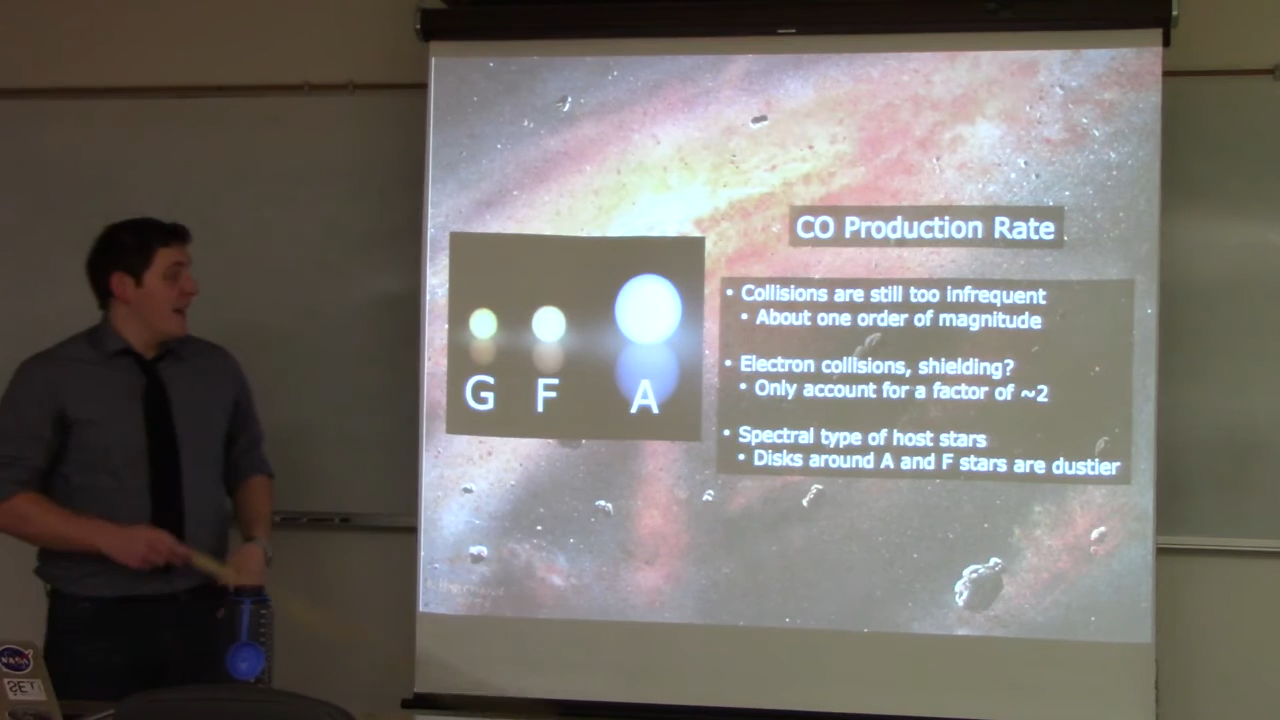 CO Production Rate
• Collisions are still too infrequent
• About one order of magnitude
• Electron collisions, shielding?
• Only account for a factor of ~2
• Spectral type of host stars
• Disks around A and F stars are dustier
G F A
NASA
SETI